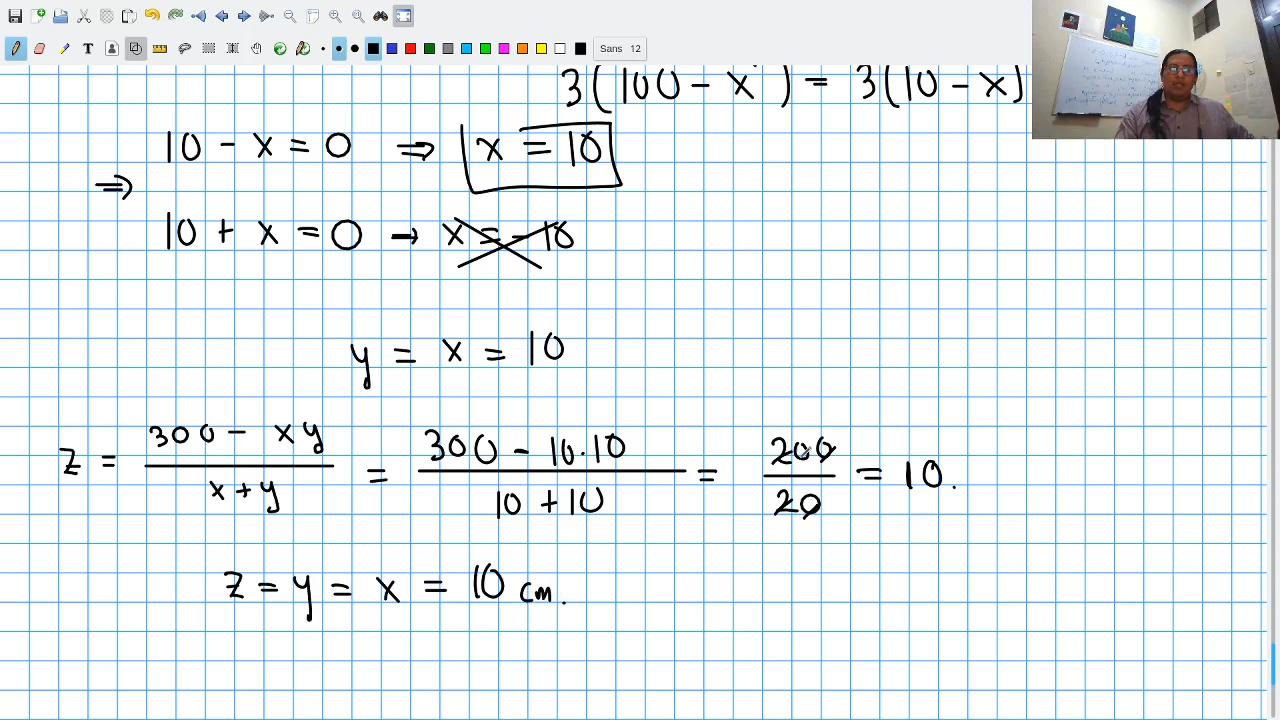 Sans 12
3(100 - x ) = 3(10 - x)
10 - x = 0 ⇒ x = 10
⇒
10 + x = 0 → x = - 10
y = x = 10
z = (300 - xy)/(x + y) = (300 - 10.10)/(10 + 10) = 200/20 = 10.
z = y = x = 10 cm.